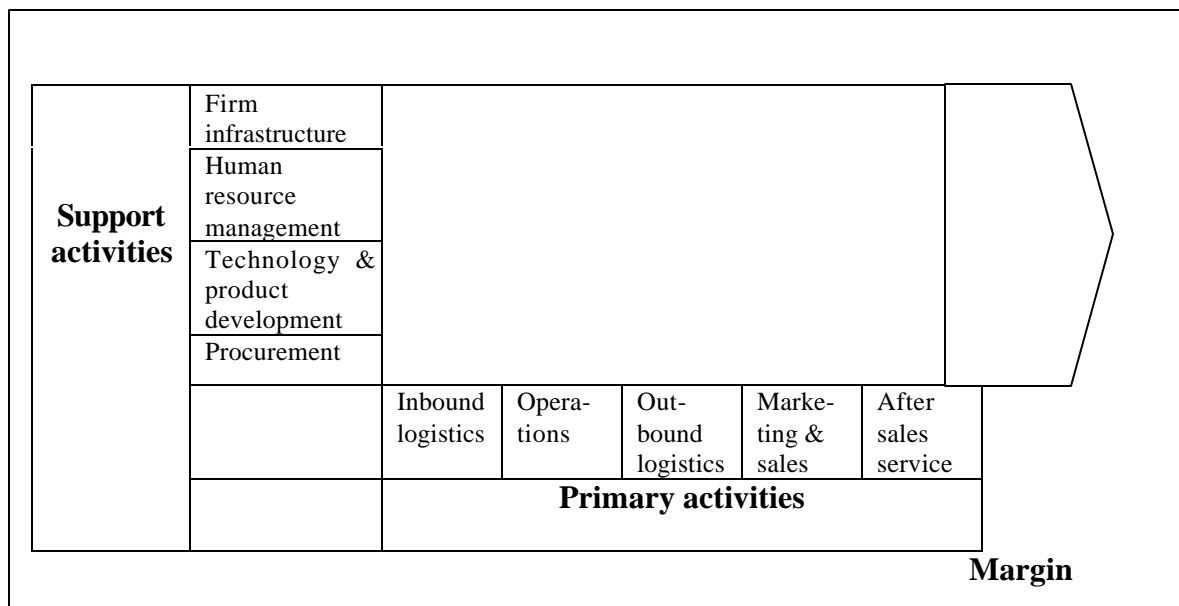 Firm
infrastructure
Human
resource
management
Support
activities
Technology &
product
development
Procurement
Inbound
logistics
Opera-
tions
Out-
bound
logistics
Marke-
ting &
sales
After
sales
service
Primary activities
Margin